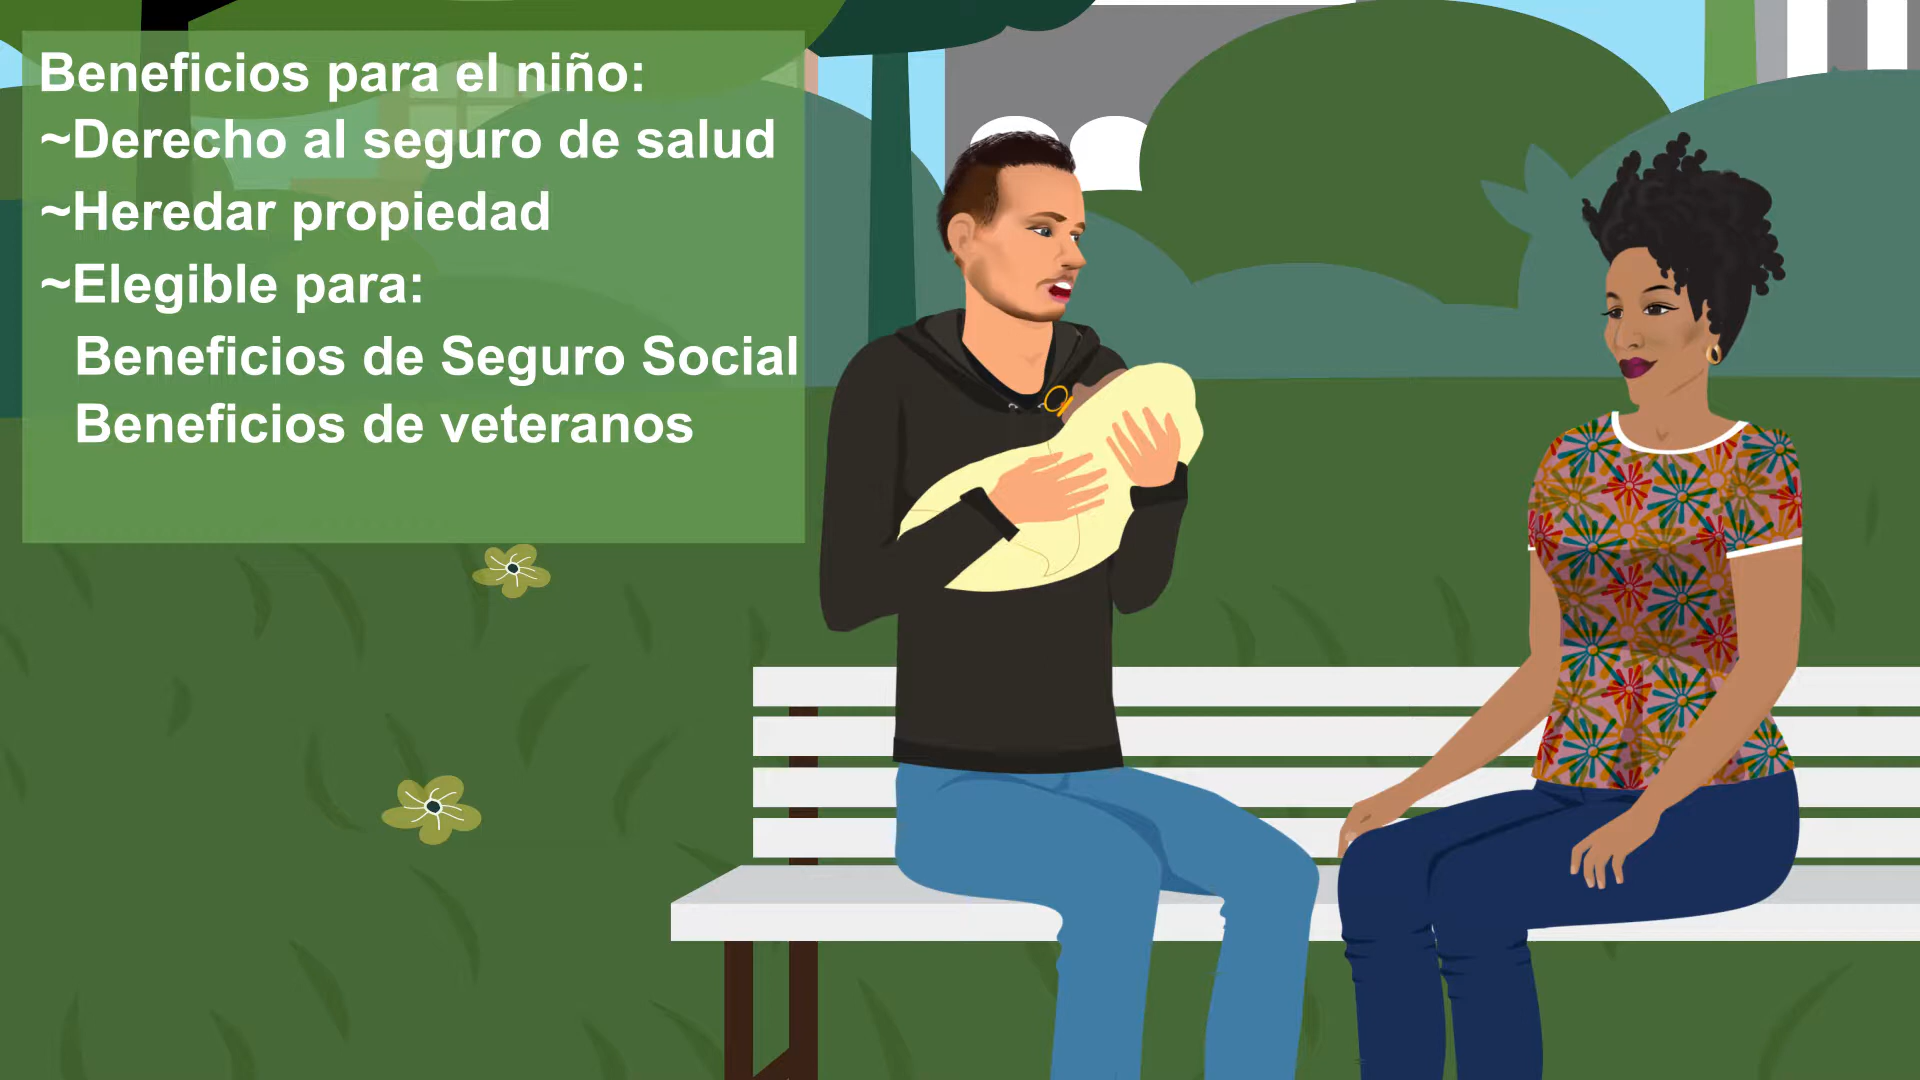 Beneficios para el niño:
~Derecho al seguro de salud
~Heredar propiedad
~Elegible para:
Beneficios de Seguro Social
Beneficios de veteranos